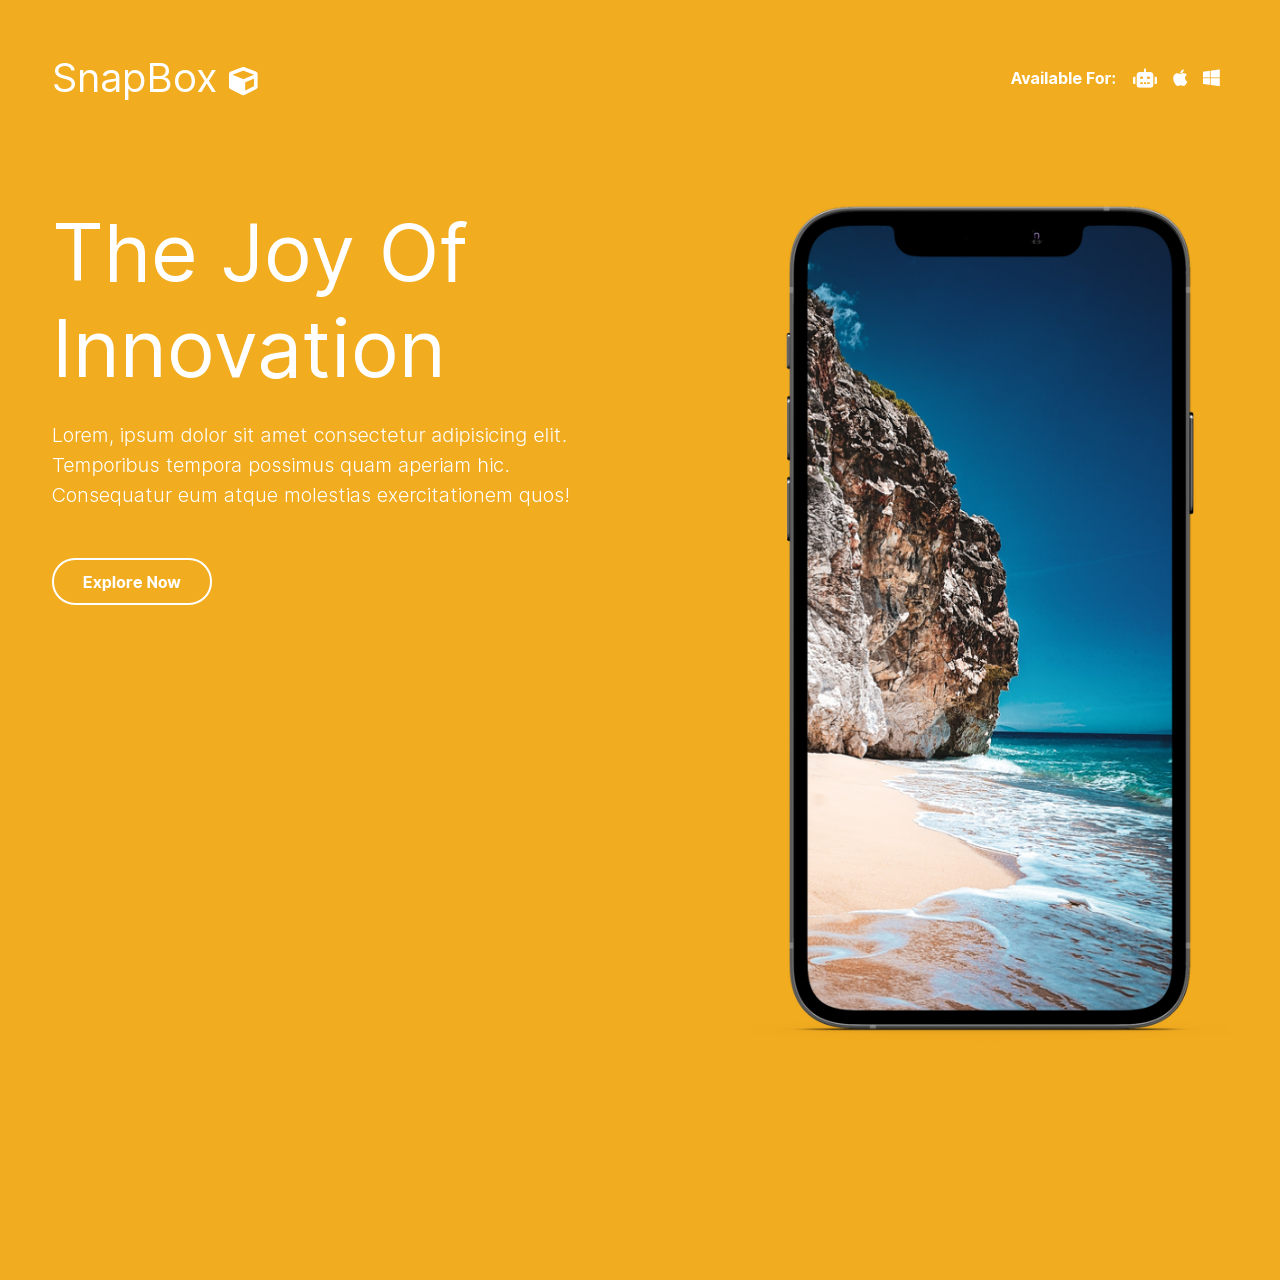 SnapBox
Available For:
The Joy Of
Innovation
Lorem, ipsum dolor sit amet consectetur adipisicing elit.
Temporibus tempora possimus quam aperiam hic.
Consequatur eum atque molestias exercitationem quos!
Explore Now